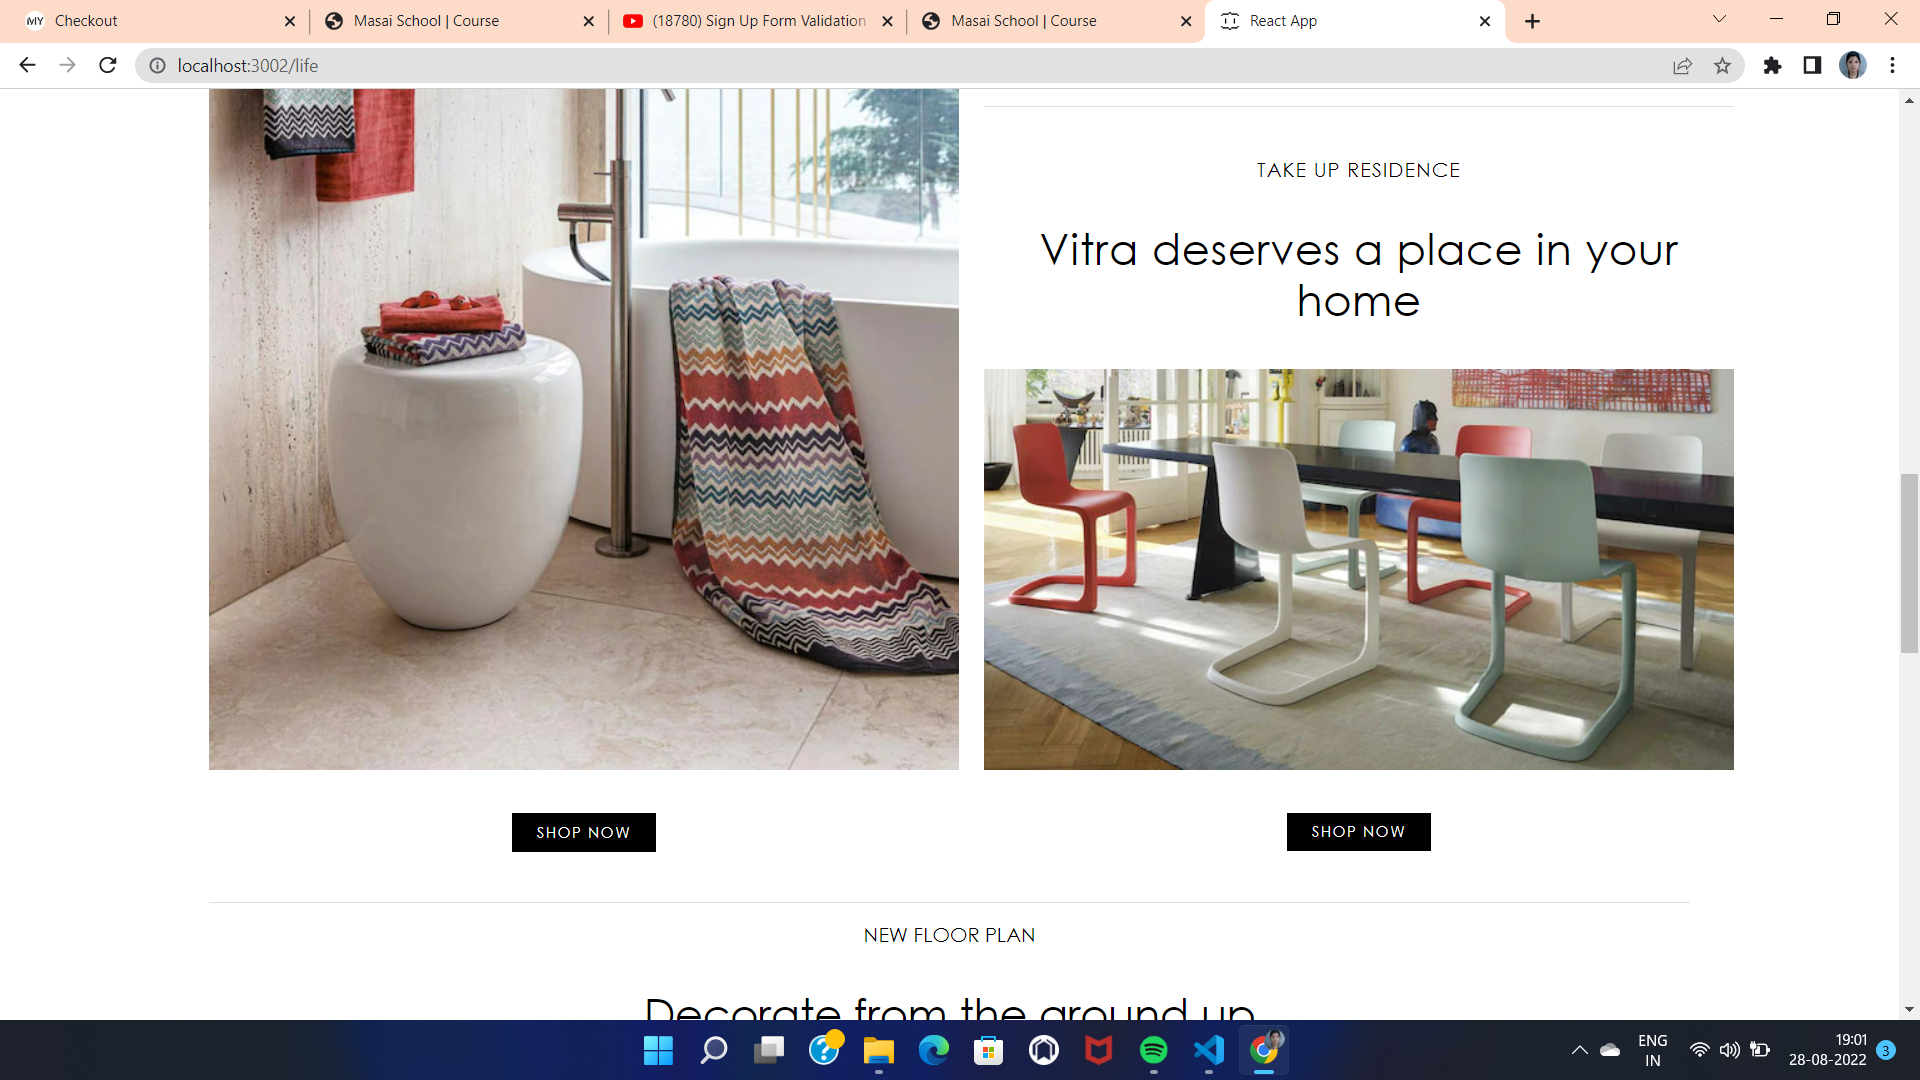 MY Checkout
Masai School | Course
(18780) Sign Up Form Validation
Masai School | Course
React App
localhost:3002/life
TAKE UP RESIDENCE
Vitra deserves a place in your
home
SHOP NOW
SHOP NOW
NEW FLOOR PLAN
Decorate from the ground up
ENG
IN
19:01
28-08-2022
3